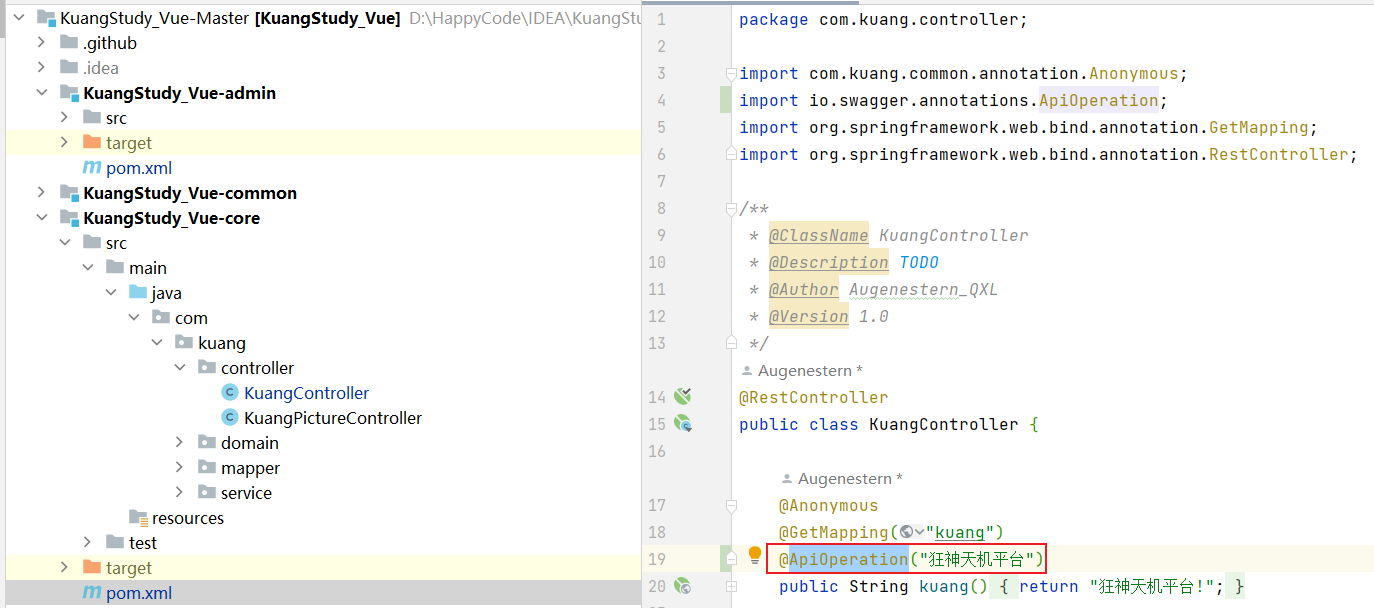 KuangStudy_Vue-Master [KuangStudy_Vue] D:\HappyCode\IDEA\KuangStu
.github
.idea
KuangStudy_Vue-admin
src
target
pom.xml
KuangStudy_Vue-common
KuangStudy_Vue-core
src
main
java
com
kuang
controller
KuangController
KuangPictureController
domain
mapper
service
resources
test
target
pom.xml
1 package com.kuang.controller;
2
3 import com.kuang.common.annotation.Anonymous;
4 import io.swagger.annotations.ApiOperation;
5 import org.springframework.web.bind.annotation.GetMapping;
6 import org.springframework.web.bind.annotation.RestController;
7
8 /**
9 * @ClassName KuangController
10 * @Description TODO
11 * @Author Augenestern_QXL
12 * @Version 1.0
13 */
Augenestern *
14 @RestController
15 public class KuangController {
16
Augenestern *
17 @Anonymous
18 @GetMapping("kuang")
19 @ApiOperation("狂神天机平台")
20 public String kuang() { return "狂神天机平台!"; }